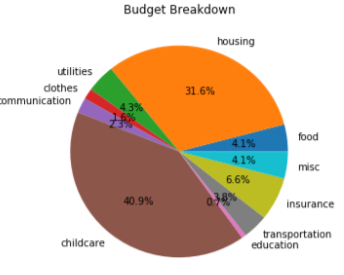 Budget Breakdown
housing
31.6%
utilities
4.3%
clothes
1.6%
communication
2.3%
food
4.1%
misc
4.1%
insurance
6.6%
transportation
3.8%
education
0.7%
childcare
40.9%